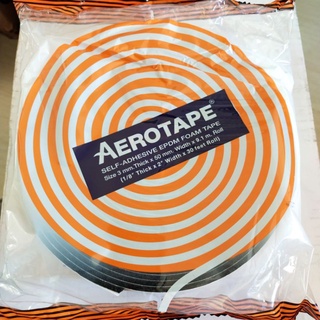 AEROTAPE®
SELF-ADHESIVE EPDM FOAM TAPE
Size 3 mm.Thick x 50 mm. Width x 9.1 m. Roll
(1/8" Thick x 2" Width x 30 feet Roll)